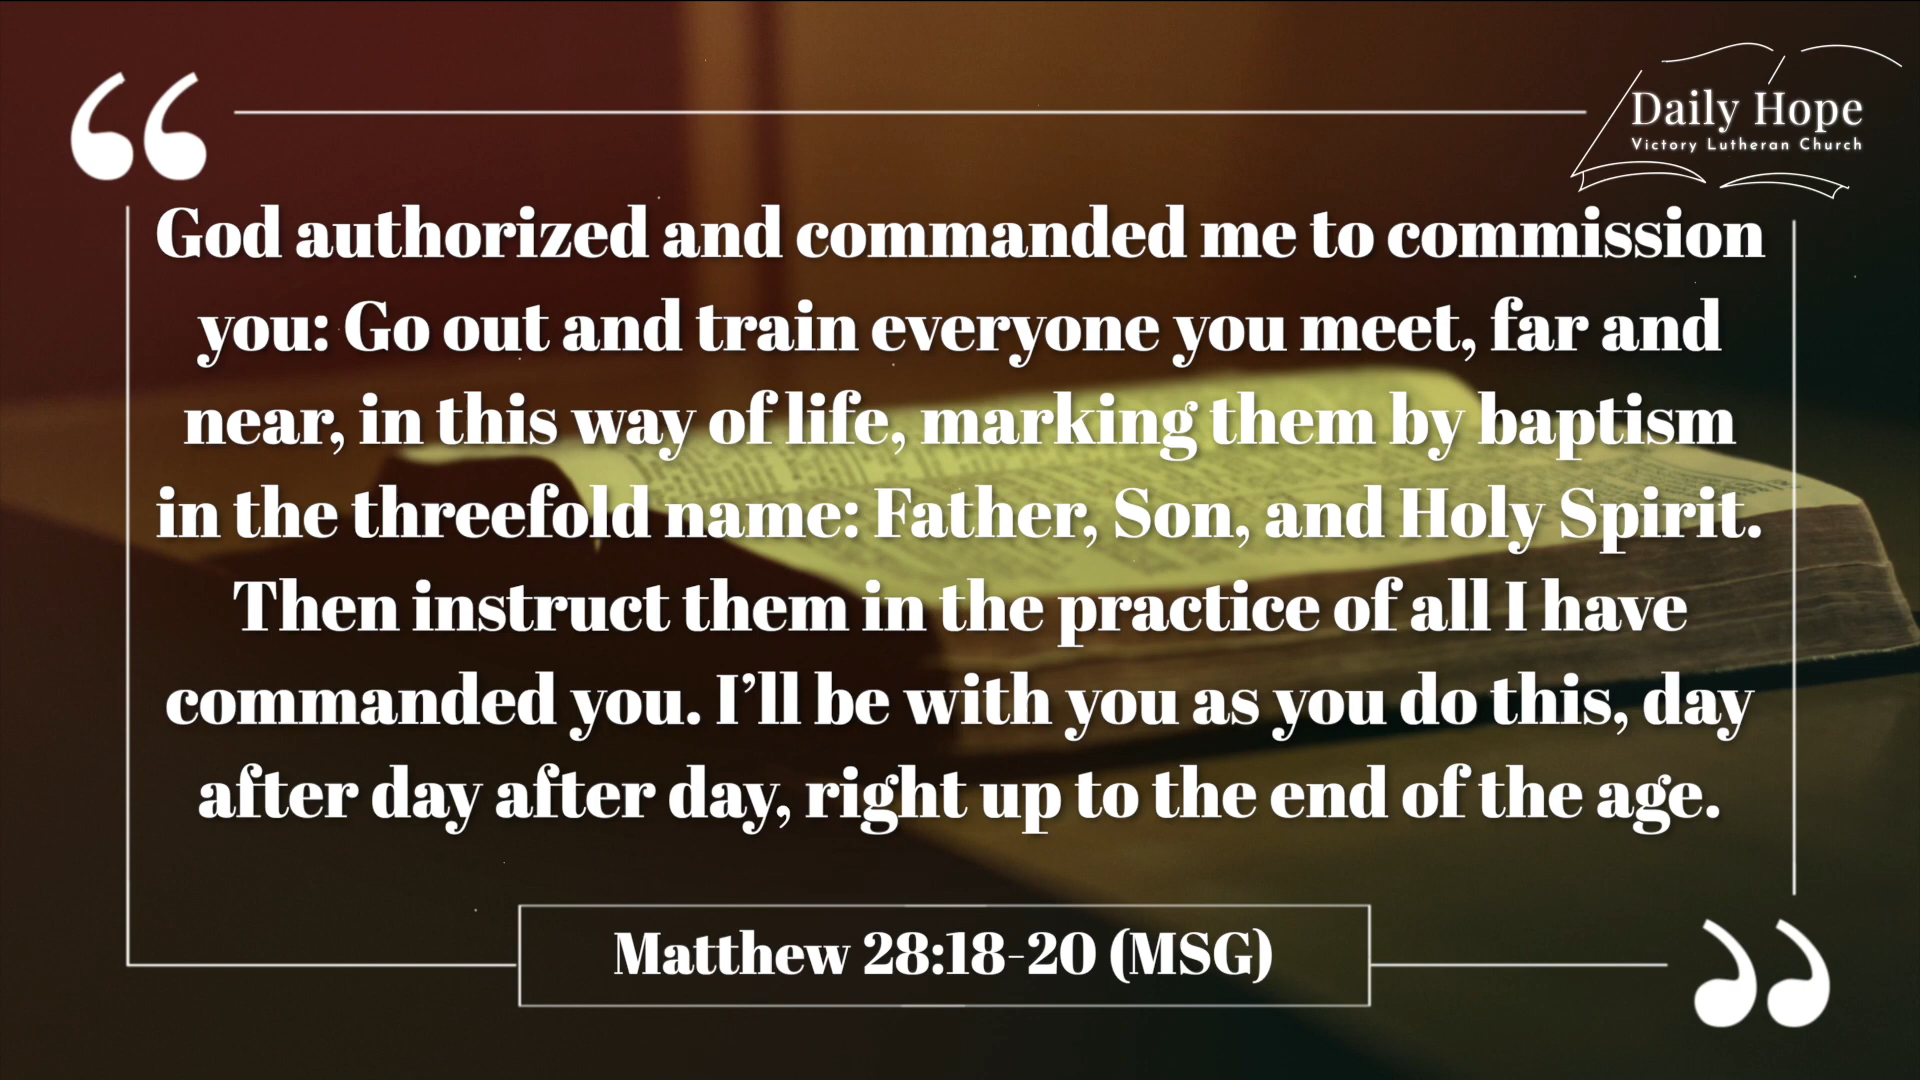 Daily Hope
Victory Lutheran Church
God authorized and commanded me to commission
you: Go out and train everyone you meet, far and
near, in this way of life, marking them by baptism
in the threefold name: Father, Son, and Holy Spirit.
Then instruct them in the practice of all I have
commanded you. I’ll be with you as you do this, day
after day after day, right up to the end of the age.
Matthew 28:18-20 (MSG)